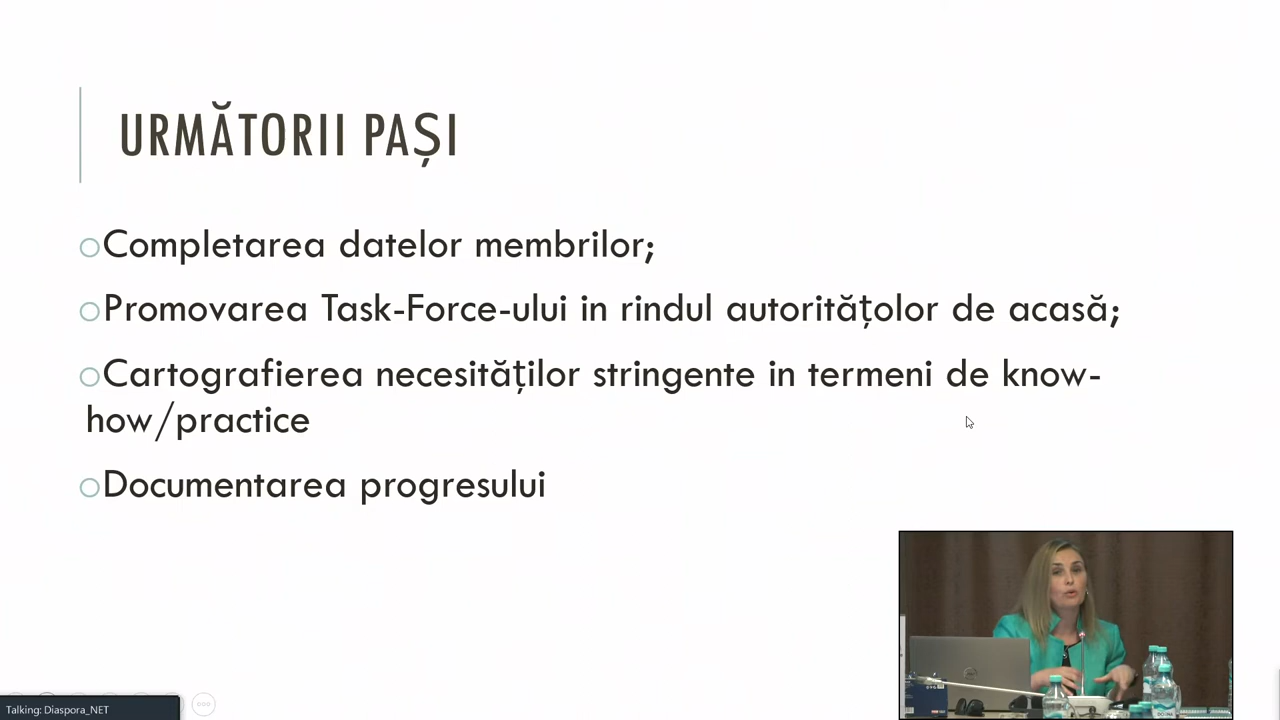 URMĂTORII PAȘI
Completarea datelor membrilor;
Promovarea Task-Force-ului in rindul autoritățolor de acasă;
Cartografierea necesităților stringente in termeni de know-
how/practice
Documentarea progresului
Talking: Diaspora_NET